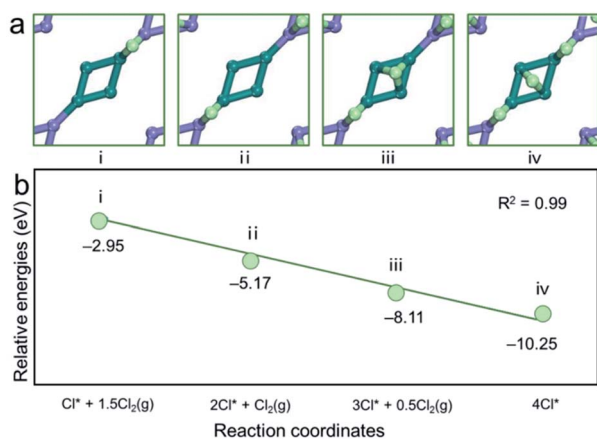 a
i
ii
iii
iv
b
Relative energies (eV)
R² = 0.99
i
−2.95
ii
−5.17
iii
−8.11
iv
−10.25
Cl* + 1.5Cl₂(g)
2Cl* + Cl₂(g)
3Cl* + 0.5Cl₂(g)
4Cl*
Reaction coordinates